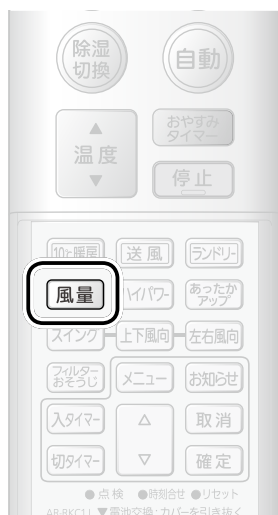 除湿
切換
自動
▲
温度
▼
おやすみ
タイマー
停止
10℃暖房
送風
ランドリー
風量
ハイパワー
あったか
アップ
スイング
上下風向
左右風向
フィルター
おそうじ
メニュー
お知らせ
入タイマー
△
取消
切タイマー
▽
確定
●点検 ●時刻合せ ●リセット
AR-RKC1J ▼電池交換:カバーを引き抜く